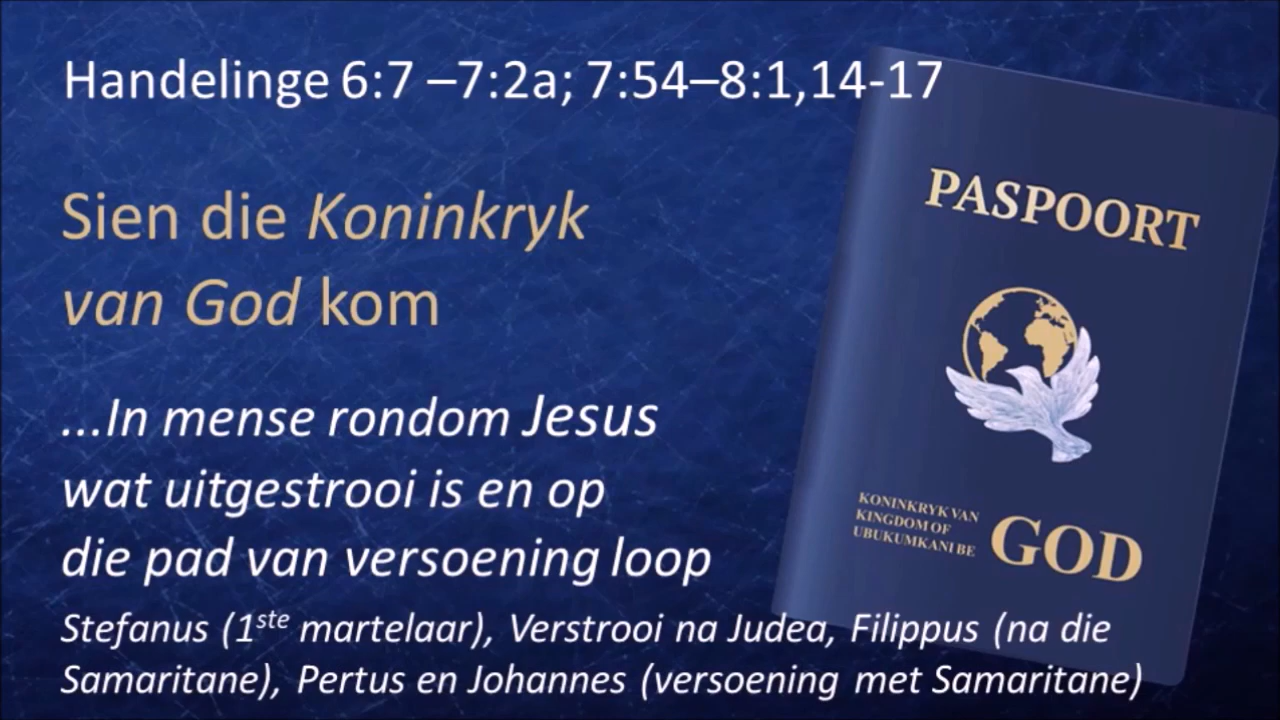 Handelinge 6:7 –7:2a; 7:54–8:1,14-17
Sien die Koninkryk
van God kom
...In mense rondom Jesus
wat uitgestrooi is en op
die pad van versoening loop
Stefanus (1ste martelaar), Verstrooi na Judea, Filippus (na die
Samaritane), Pertus en Johannes (versoening met Samaritane)
PASPOORT
KONINKRYK VAN
KINGDOM OF
UBUKUMKANI BE
GOD